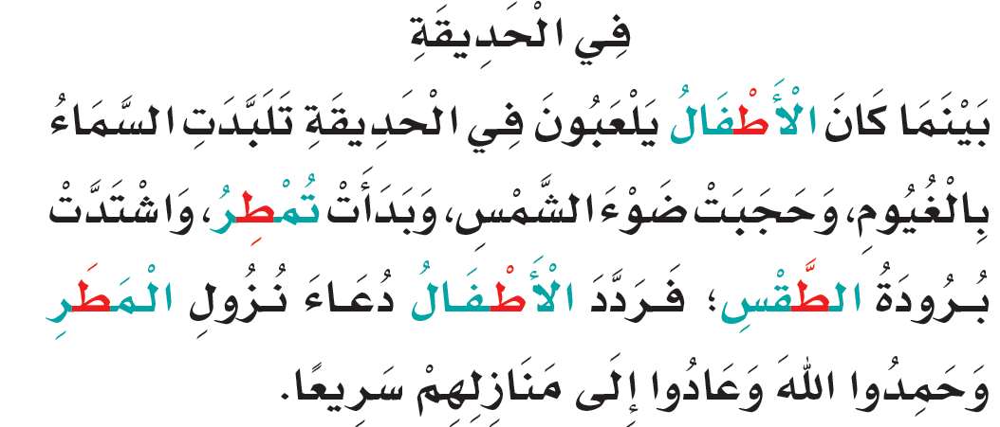 فِي الْحَدِيقَةِ
بَيْنَمَا كَانَ الْأَطْفَالُ يَلْعَبُونَ فِي الْحَدِيقَةِ تَلَبَّدَتِ السَّمَاءُ
بِالْغُيُومِ، وَحَجَبَتْ ضَوْءَ الشَّمْسِ، وَبَدَأَتْ تُمْطِرُ، وَاشْتَدَّتْ
بُرُودَةُ الطَّقْسِ؛ فَرَدَّدَ الْأَطْفَالُ دُعَاءَ نُزُولِ الْمَطَرِ
وَحَمِدُوا اللهَ وَعَادُوا إِلَى مَنَازِلِهِمْ سَرِيعًا.